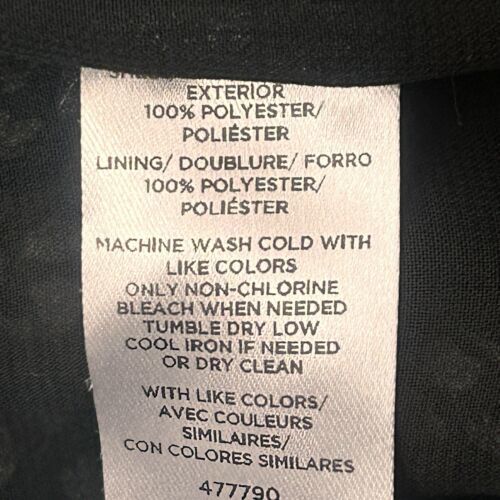 EXTERIOR
100% POLYESTER/
POLIÉSTER
LINING/ DOUBLURE/ FORRO
100% POLYESTER/
POLIÉSTER
MACHINE WASH COLD WITH
LIKE COLORS
ONLY NON-CHLORINE
BLEACH WHEN NEEDED
TUMBLE DRY LOW
COOL IRON IF NEEDED
OR DRY CLEAN
WITH LIKE COLORS/
AVEC COULEURS
SIMILAIRES/
CON COLORES SIMILARES
477790